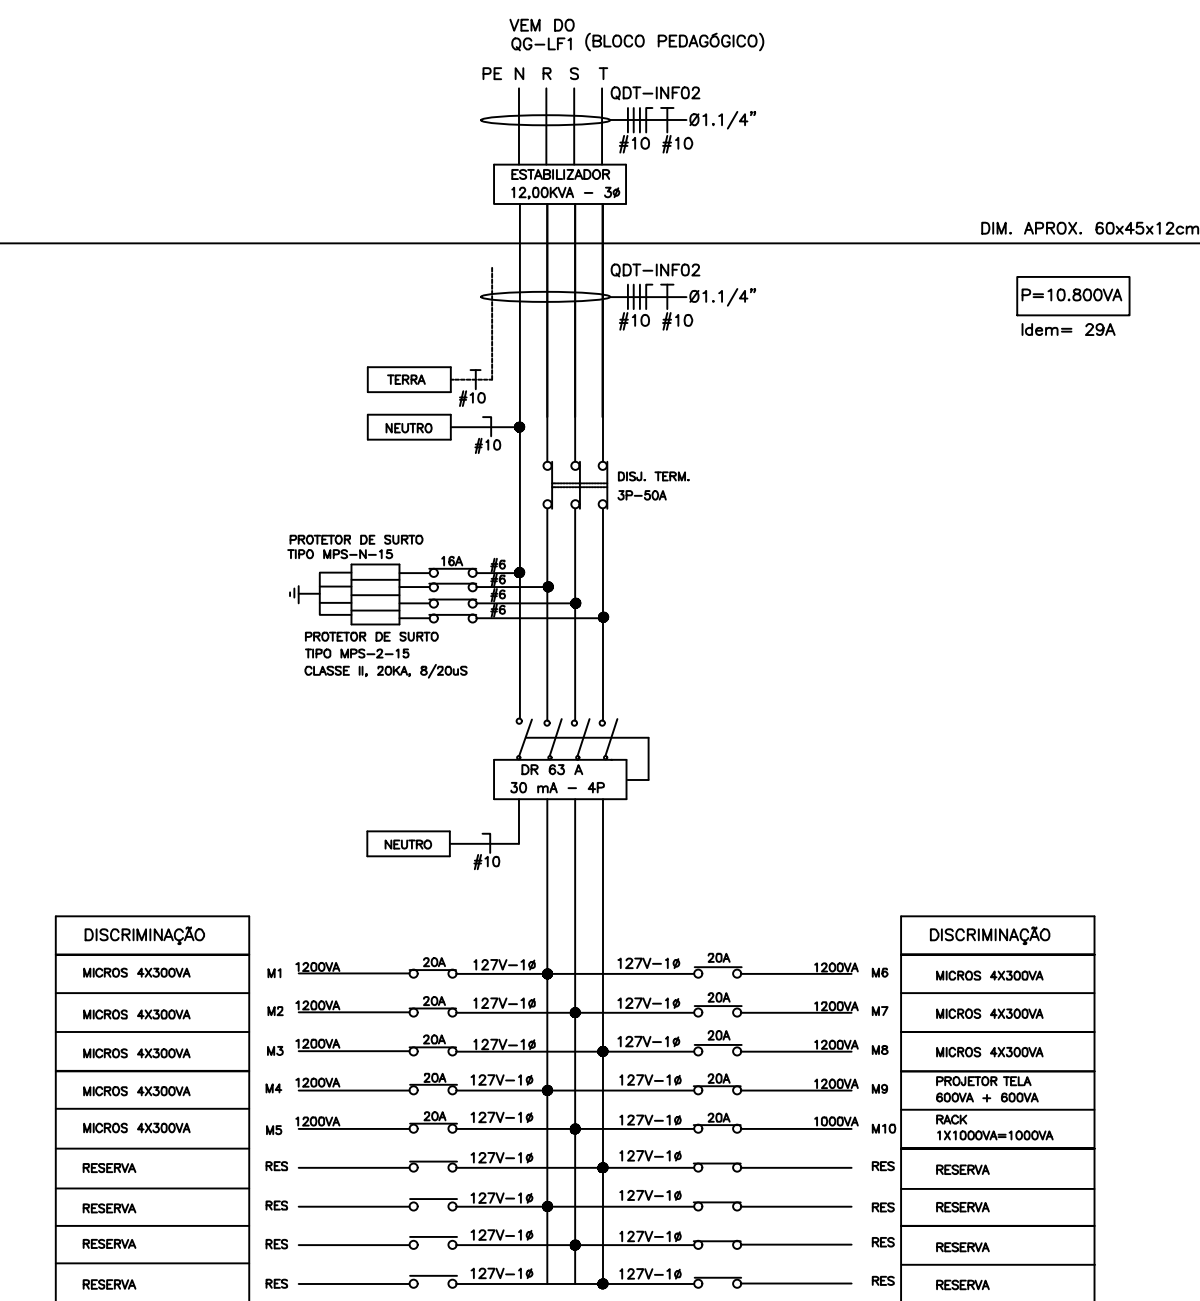 VEM DO
QG-LF1 (BLOCO PEDAGÓGICO)
PE N R S T
QDT-INF02
Ø1.1/4"
#10 #10
ESTABILIZADOR
12,00KVA - 3ø
DIM. APROX. 60x45x12cm
QDT-INF02
Ø1.1/4"
#10 #10
P=10.800VA
Idem= 29A
TERRA
#10
NEUTRO
#10
DISJ. TERM.
3P-50A
PROTETOR DE SURTO
TIPO MPS-N-15
16A #6
#6
#6
#6
PROTETOR DE SURTO
TIPO MPS-2-15
CLASSE II, 20KA, 8/20uS
DR 63 A
30 mA - 4P
NEUTRO
#10
DISCRIMINAÇÃO DISCRIMINAÇÃO
MICROS 4X300VA M1 1200VA 20A 127V-1ø 127V-1ø 20A 1200VA M6 MICROS 4X300VA
MICROS 4X300VA M2 1200VA 20A 127V-1ø 127V-1ø 20A 1200VA M7 MICROS 4X300VA
MICROS 4X300VA M3 1200VA 20A 127V-1ø 127V-1ø 20A 1200VA M8 MICROS 4X300VA
MICROS 4X300VA M4 1200VA 20A 127V-1ø 127V-1ø 20A 1200VA M9 PROJETOR TELA
600VA + 600VA
MICROS 4X300VA M5 1200VA 20A 127V-1ø 127V-1ø 20A 1000VA M10 RACK
1X1000VA=1000VA
RESERVA RES 127V-1ø 127V-1ø RES RESERVA
RESERVA RES 127V-1ø 127V-1ø RES RESERVA
RESERVA RES 127V-1ø 127V-1ø RES RESERVA
RESERVA RES 127V-1ø 127V-1ø RES RESERVA